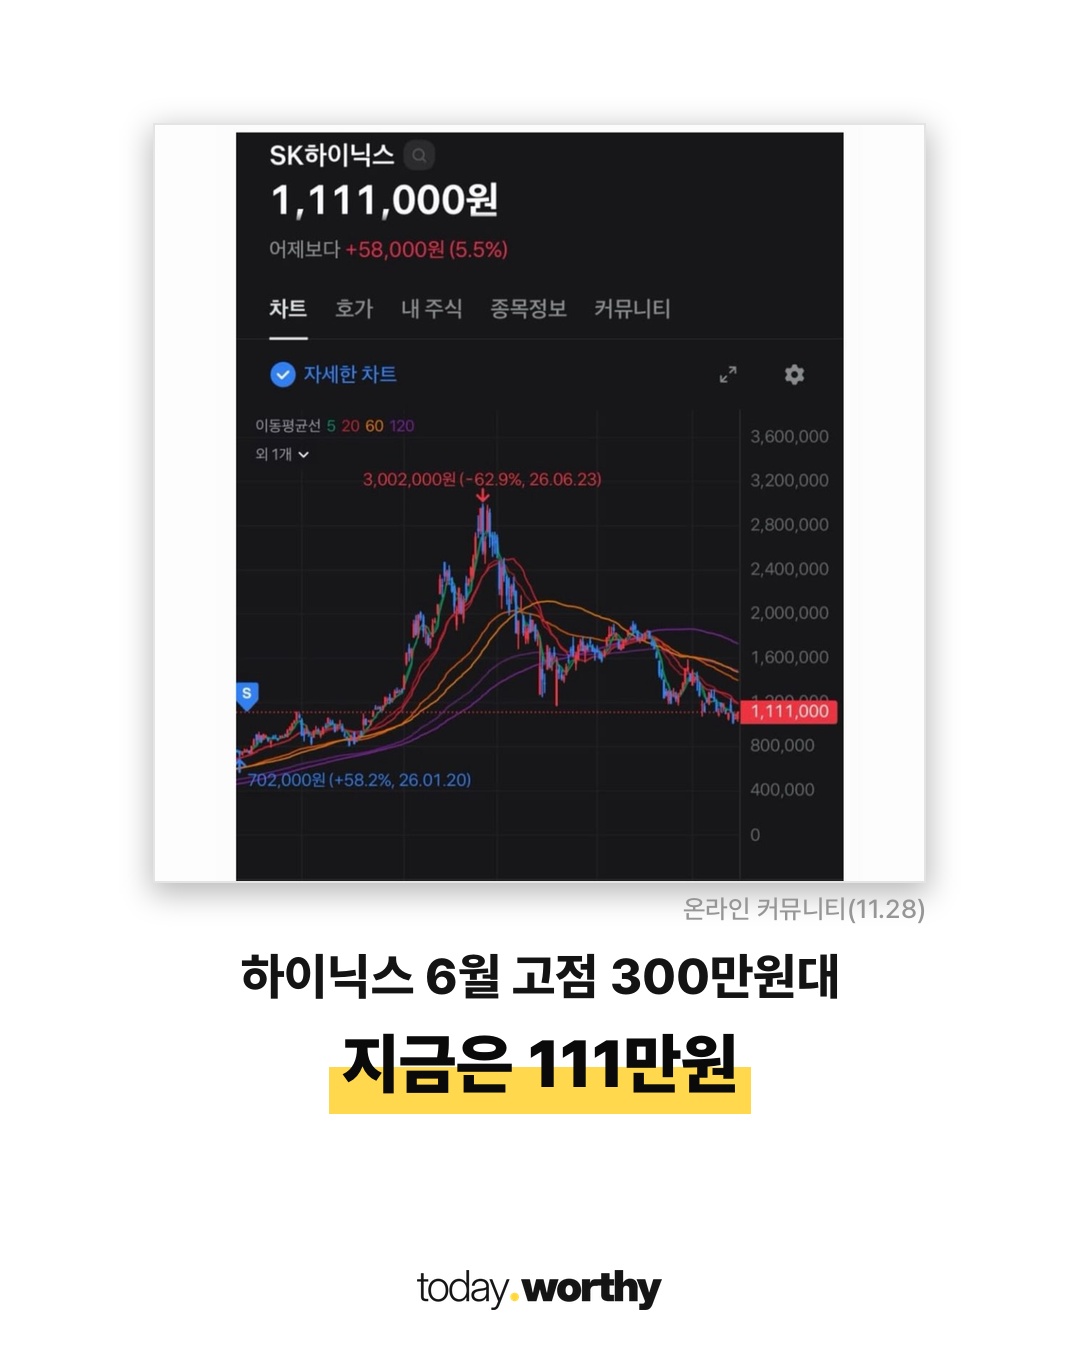 SK하이닉스
1,111,000원
어제보다 +58,000원 (5.5%)
차트 호가 내 주식 종목정보 커뮤니티
자세한 차트
이동평균선 5 20 60 120
외 1개
3,600,000
3,002,000원 (-62.9%, 26.06.23)
3,200,000
2,800,000
2,400,000
2,000,000
1,600,000
S
1,200,000
1,111,000
800,000
702,000원 (+58.2%, 26.01.20)
400,000
0
온라인 커뮤니티(11.28)
하이닉스 6월 고점 300만원대
지금은 111만원
today.worthy